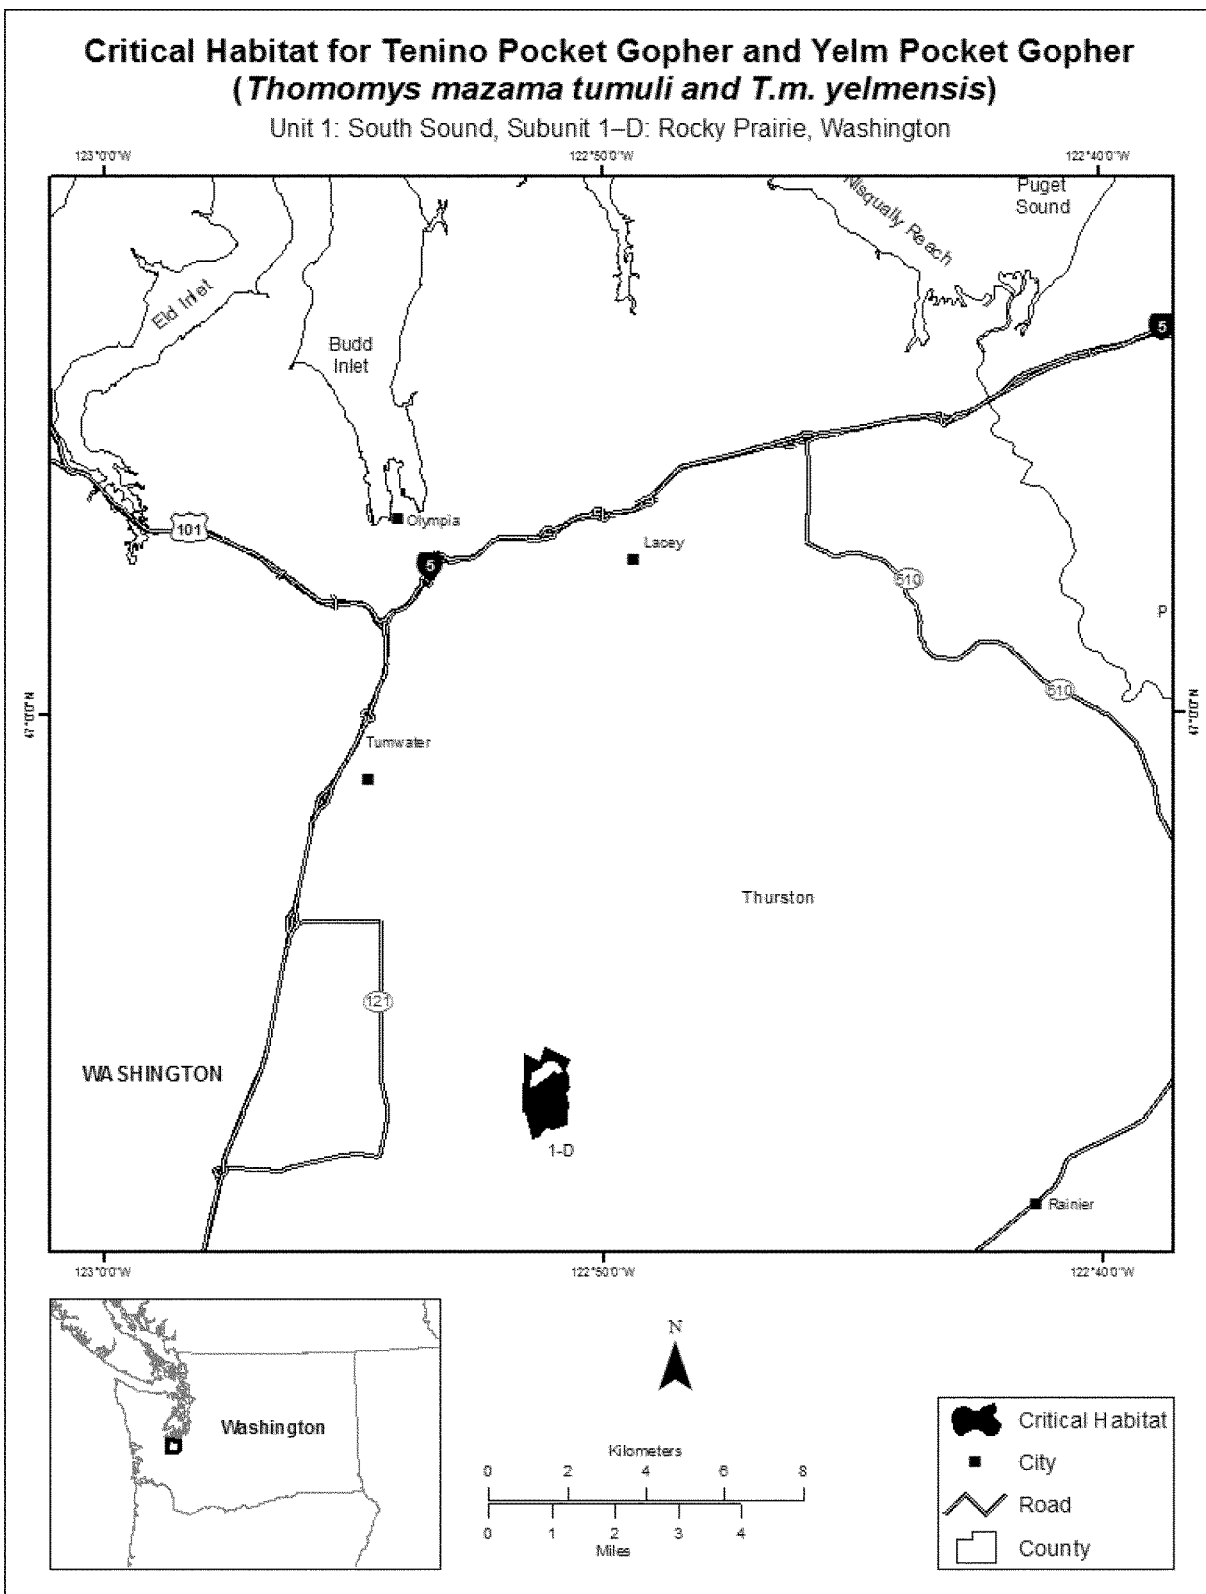 Critical Habitat for Tenino Pocket Gopher and Yelm Pocket Gopher
(Thomomys mazama tumuli and T.m. yelmensis)
Unit 1: South Sound, Subunit 1–D: Rocky Prairie, Washington
123°0'0"W
122°50'0"W
122°40'0"W
Puget
Sound
Nisqually Reach
Eld Inlet
Budd
Inlet
5
101
Olympia
5
Lacey
510
P
510
47°0'0"N
47°0'0"N
Tumwater
Thurston
121
WASHINGTON
1-D
Rainier
123°0'0"W
122°50'0"W
122°40'0"W
Washington
N
Kilometers
0 2 4 6 8
0 1 2 3 4
Miles
Critical Habitat
City
Road
County